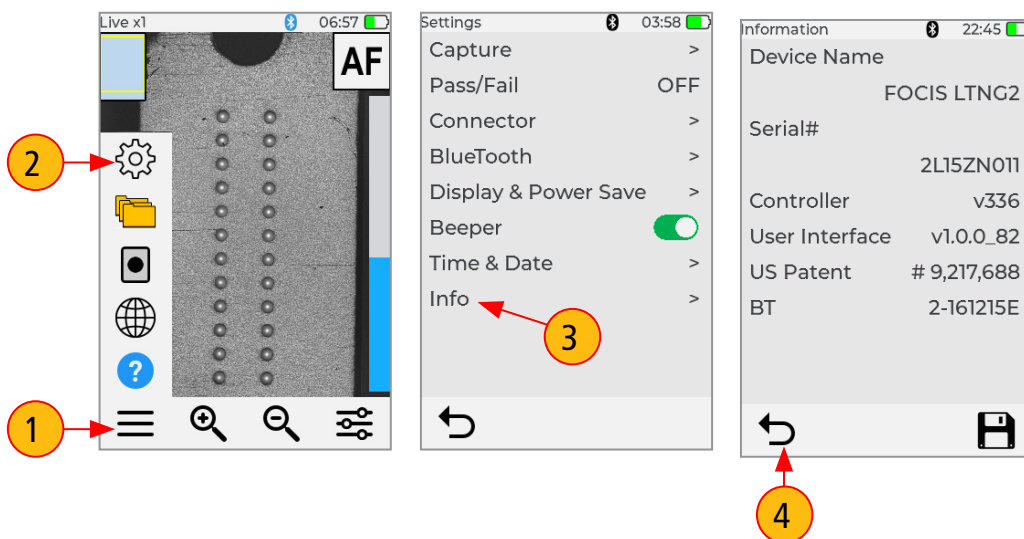 Live x1 06:57
AF
2
?
1
Settings 03:58
Capture >
Pass/Fail OFF
Connector >
BlueTooth >
Display & Power Save >
Beeper
Time & Date >
Info >
3
Information 22:45
Device Name
FOCIS LTNG2
Serial#
2L15ZN011
Controller v336
User Interface v1.0.0_82
US Patent # 9,217,688
BT 2-161215E
4